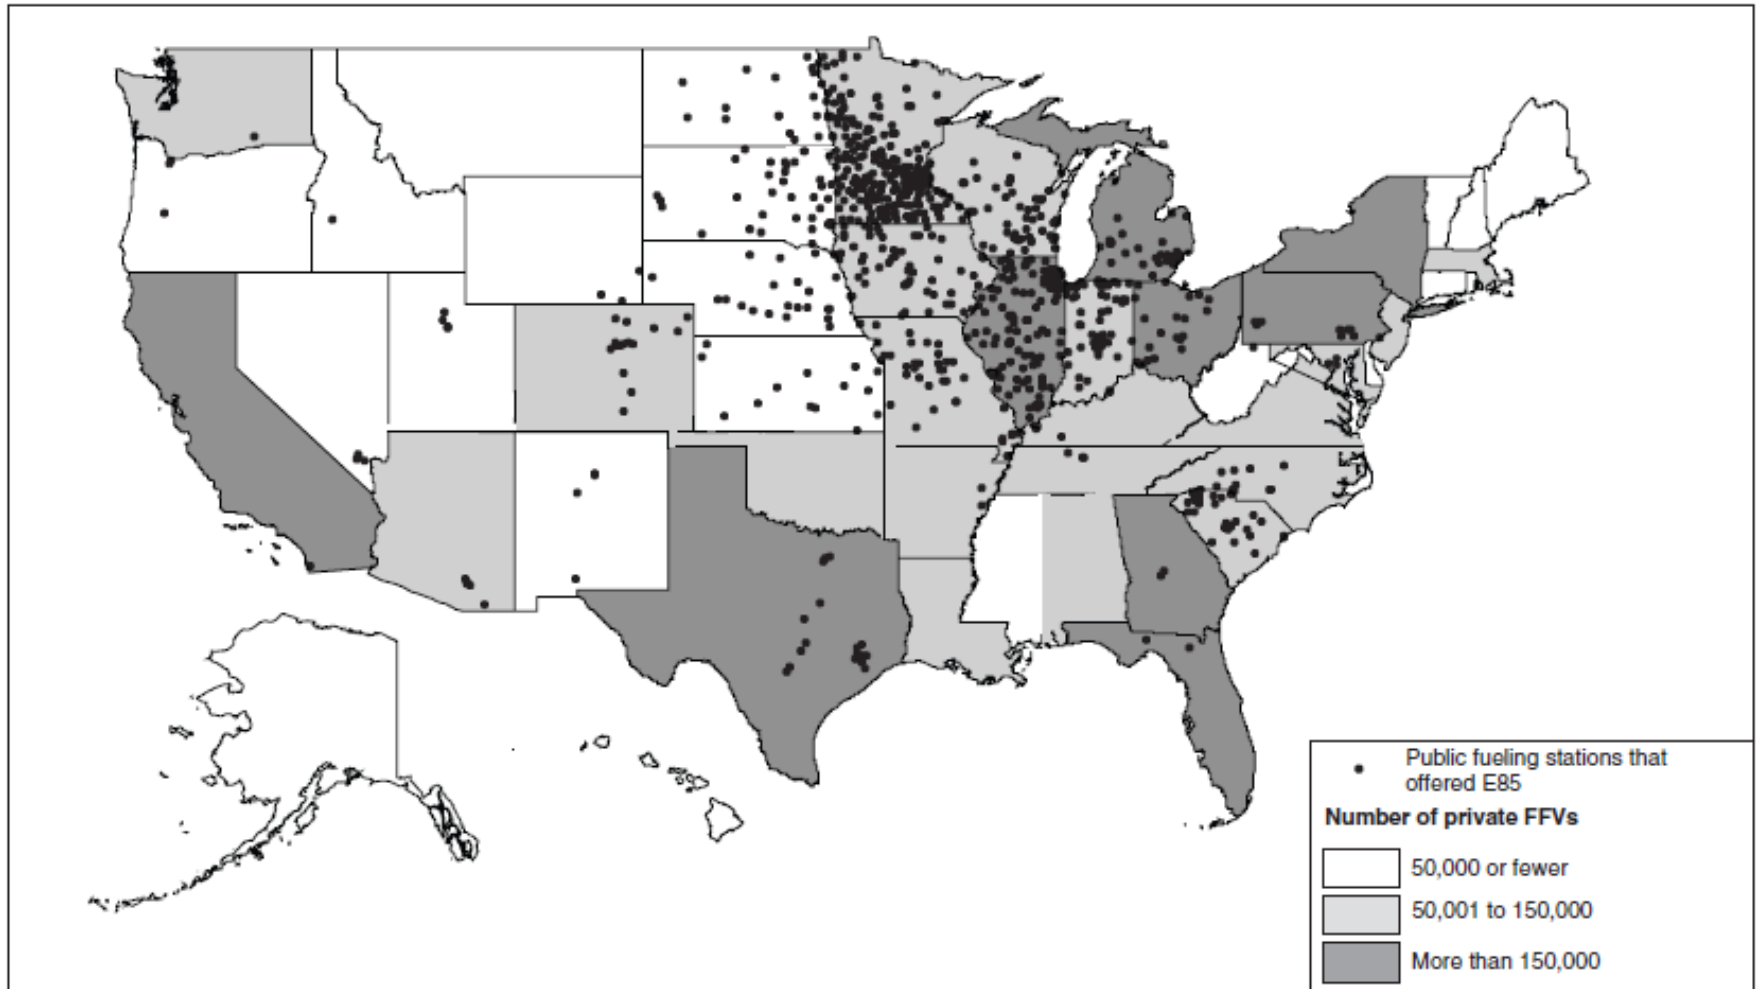 Public fueling stations that
offered E85
Number of private FFVs
50,000 or fewer
50,001 to 150,000
More than 150,000